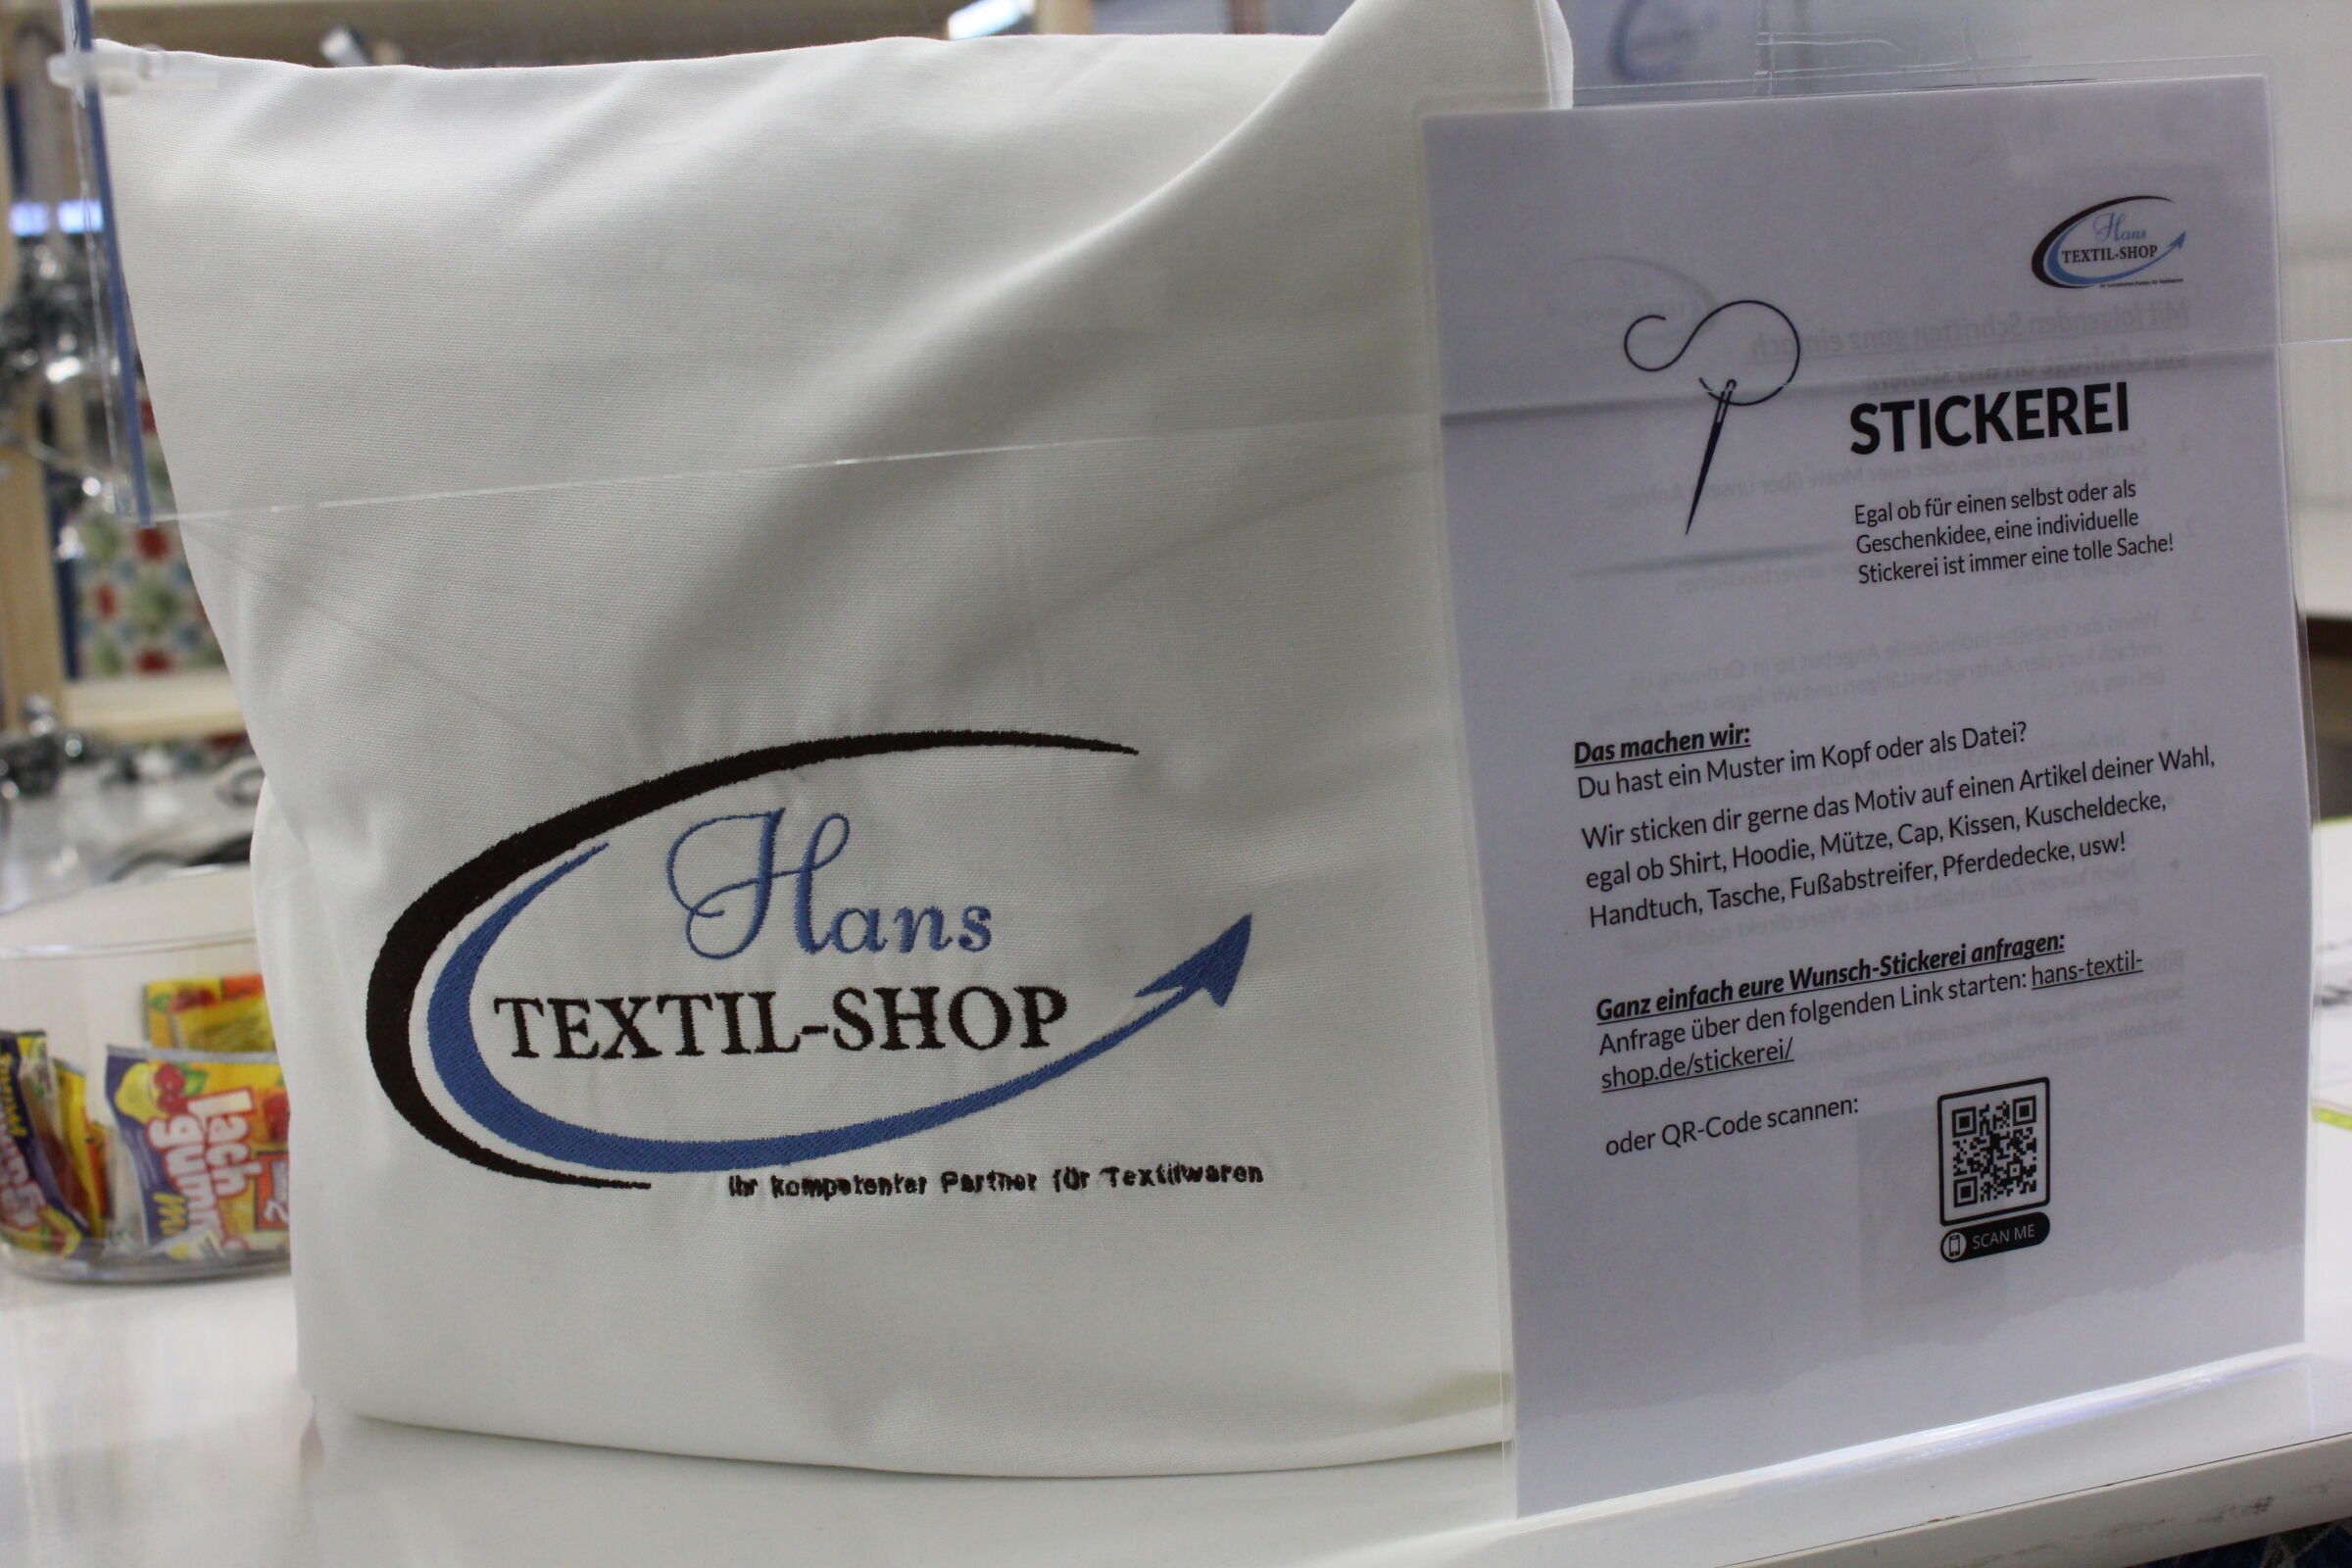 Hans
TEXTIL-SHOP
Ihr kompetenter Partner für Textilwaren
Hans
TEXTIL-SHOP
STICKEREI
Egal ob für einen selbst oder als
Geschenkidee, eine individuelle
Stickerei ist immer eine tolle Sache!
Das machen wir:
Du hast ein Muster im Kopf oder als Datei?
Wir sticken dir gerne das Motiv auf einen Artikel deiner Wahl,
egal ob Shirt, Hoodie, Mütze, Cap, Kissen, Kuscheldecke,
Handtuch, Tasche, Fußabstreifer, Pferdedecke, usw!
Ganz einfach eure Wunsch-Stickerei anfragen:
Anfrage über den folgenden Link starten: hans-textil-
shop.de/stickerei/
oder QR-Code scannen:
SCAN ME
Lach
gummi